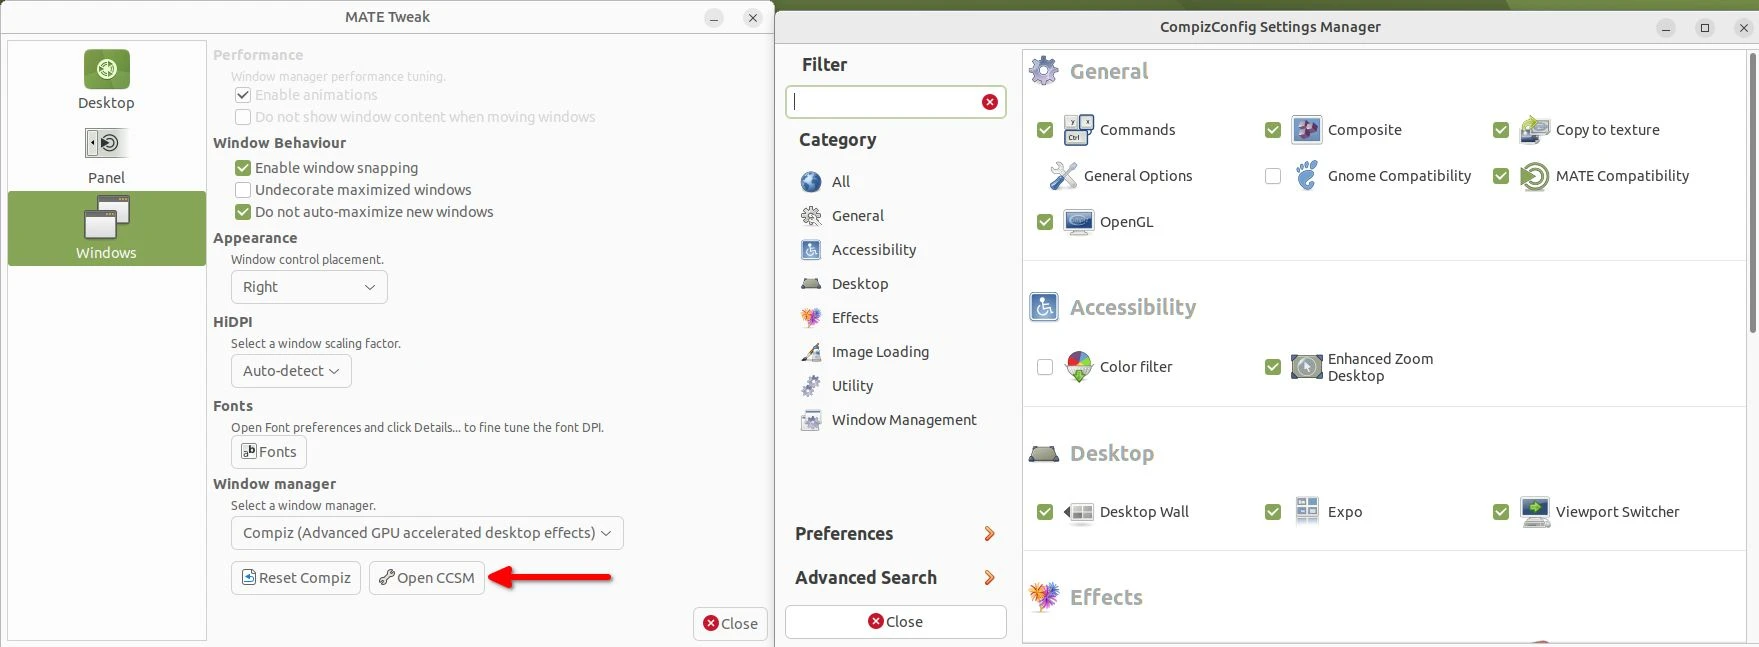 MATE Tweak
Desktop
Panel
Windows
Performance
Window manager performance tuning.
Enable animations
Do not show window content when moving windows
Window Behaviour
Enable window snapping
Undecorate maximized windows
Do not auto-maximize new windows
Appearance
Window control placement.
Right
HiDPI
Select a window scaling factor.
Auto-detect
Fonts
Open Font preferences and click Details... to fine tune the font DPI.
Fonts
Window manager
Select a window manager.
Compiz (Advanced GPU accelerated desktop effects)
Reset Compiz
Open CCSM
Close
CompizConfig Settings Manager
Filter
Category
All
General
Accessibility
Desktop
Effects
Image Loading
Utility
Window Management
Preferences
Advanced Search
Close
General
Commands
Composite
Copy to texture
General Options
Gnome Compatibility
MATE Compatibility
OpenGL
Accessibility
Color filter
Enhanced Zoom
Desktop
Desktop
Desktop Wall
Expo
Viewport Switcher
Effects